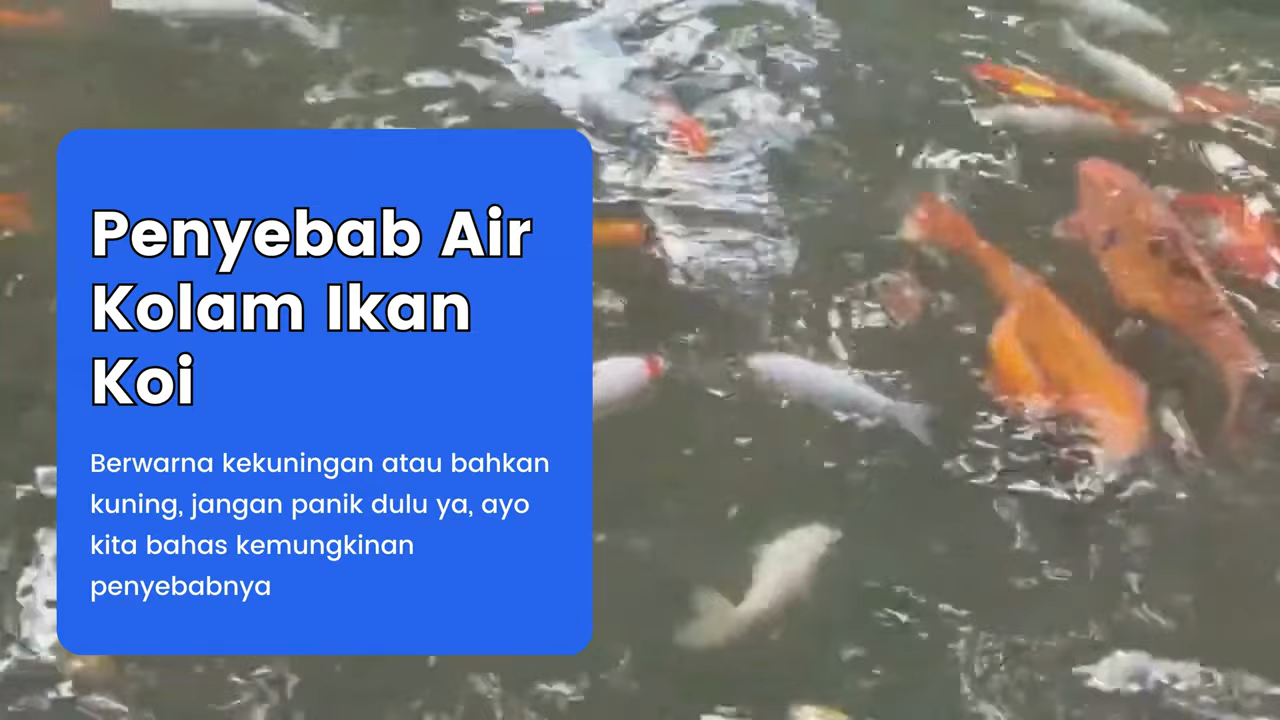 Penyebab Air
Kolam Ikan
Koi
Berwarna kekuningan atau bahkan
kuning, jangan panik dulu ya, ayo
kita bahas kemungkinan
penyebabnya